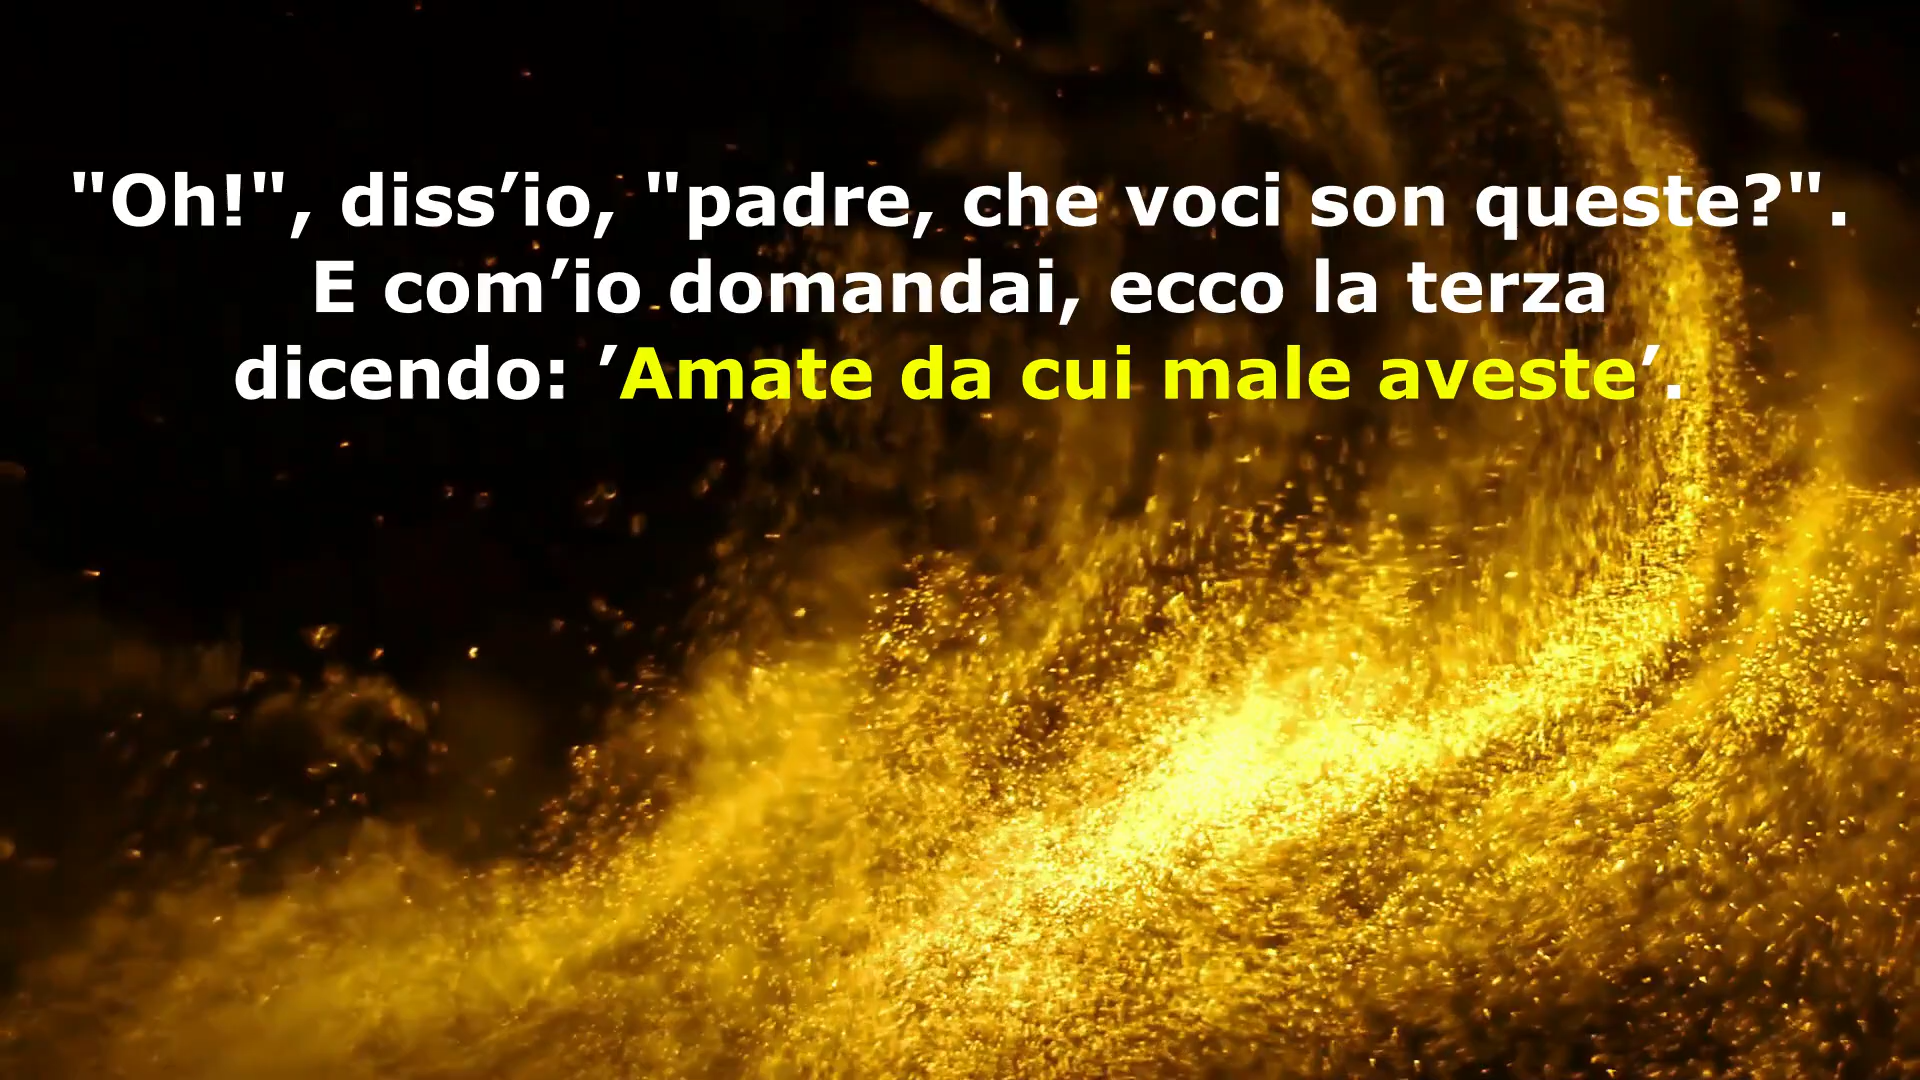 "Oh!", diss’io, "padre, che voci son queste?".
E com’io domandai, ecco la terza
dicendo: ’Amate da cui male aveste’.